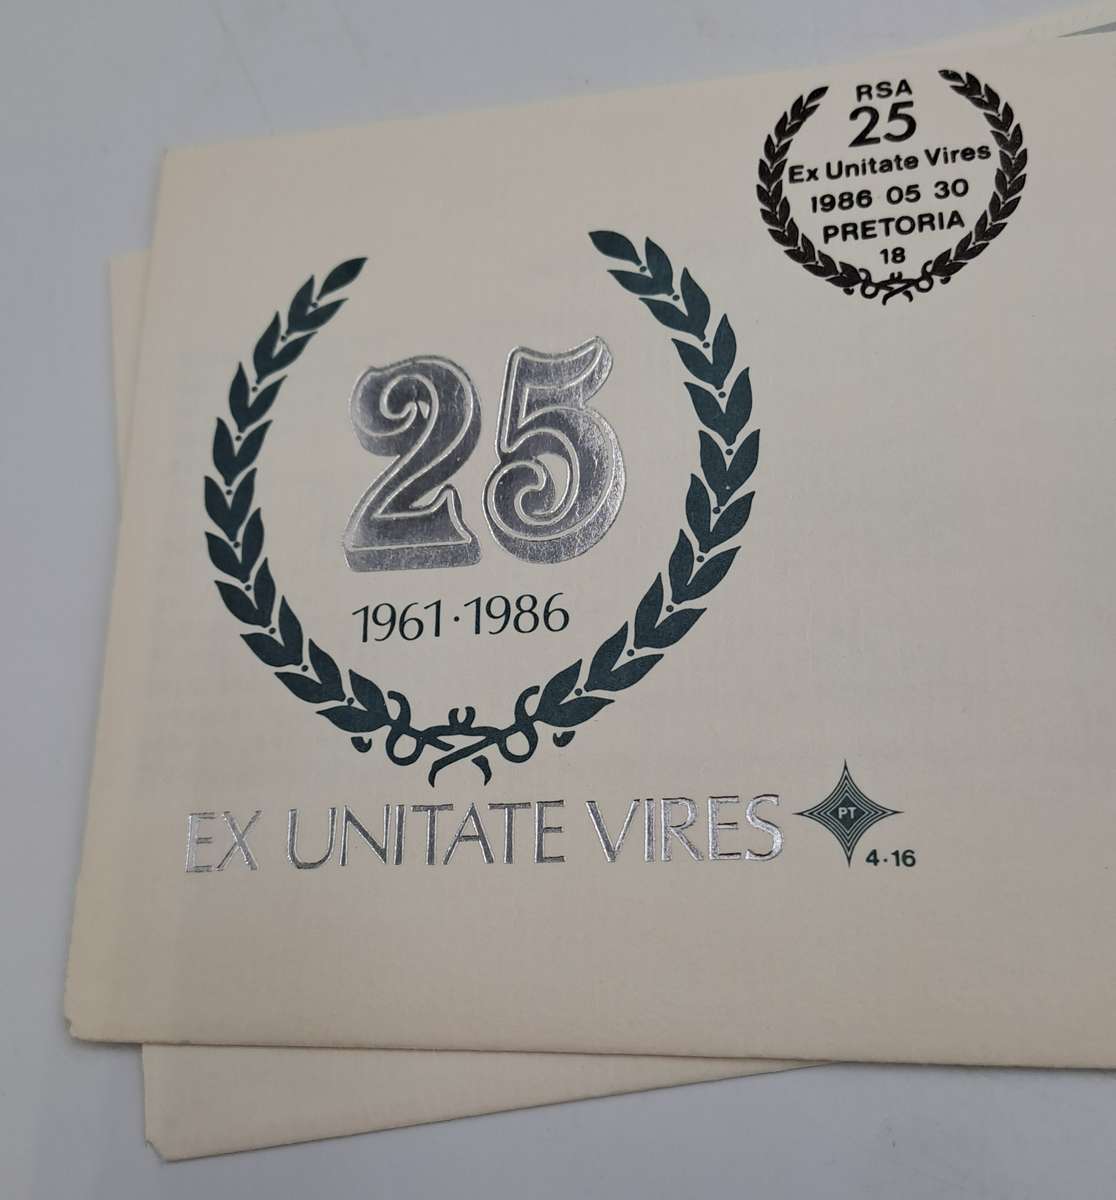 RSA
25
Ex Unitate Vires
1986 05 30
PRETORIA
18
25
1961·1986
EX UNITATE VIRES
PT
4·16